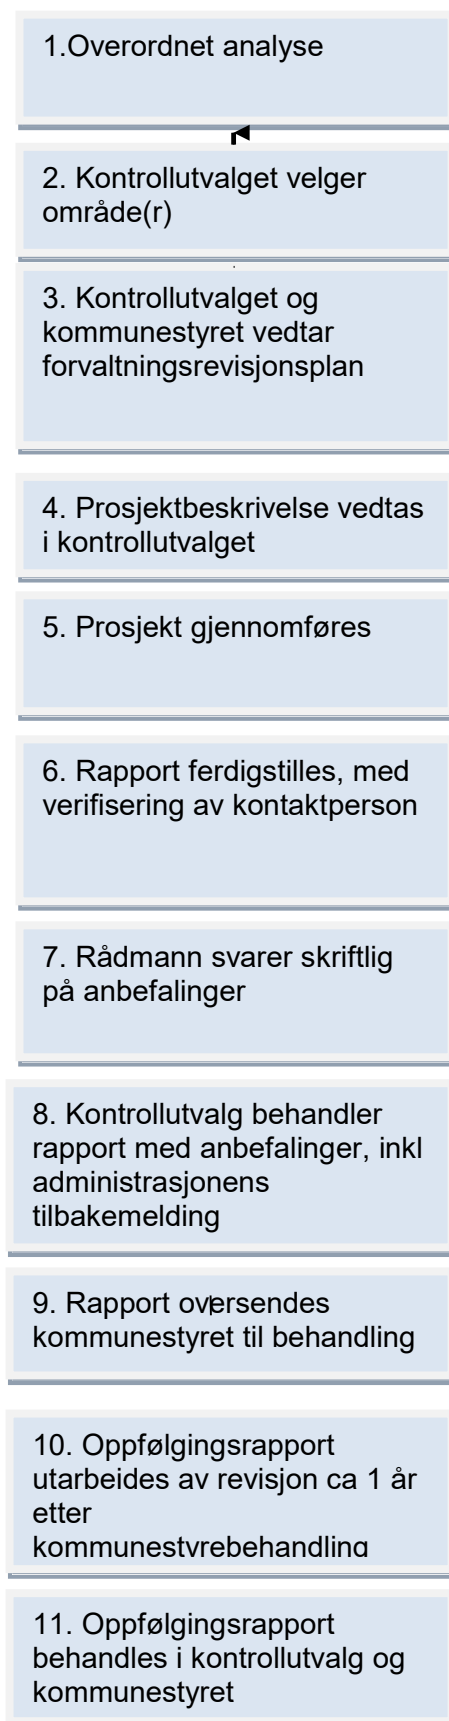 1.Overordnet analyse
2. Kontrollutvalget velger
område(r)
3. Kontrollutvalget og
kommunestyret vedtar
forvaltningsrevisjonsplan
4. Prosjektbeskrivelse vedtas
i kontrollutvalget
5. Prosjekt gjennomføres
6. Rapport ferdigstilles, med
verifisering av kontaktperson
7. Rådmann svarer skriftlig
på anbefalinger
8. Kontrollutvalg behandler
rapport med anbefalinger, inkl
administrasjonens
tilbakemelding
9. Rapport oversendes
kommunestyret til behandling
10. Oppfølgingsrapport
utarbeides av revisjon ca 1 år
etter
kommunestyrebehandling
11. Oppfølgingsrapport
behandles i kontrollutvalg og
kommunestyret